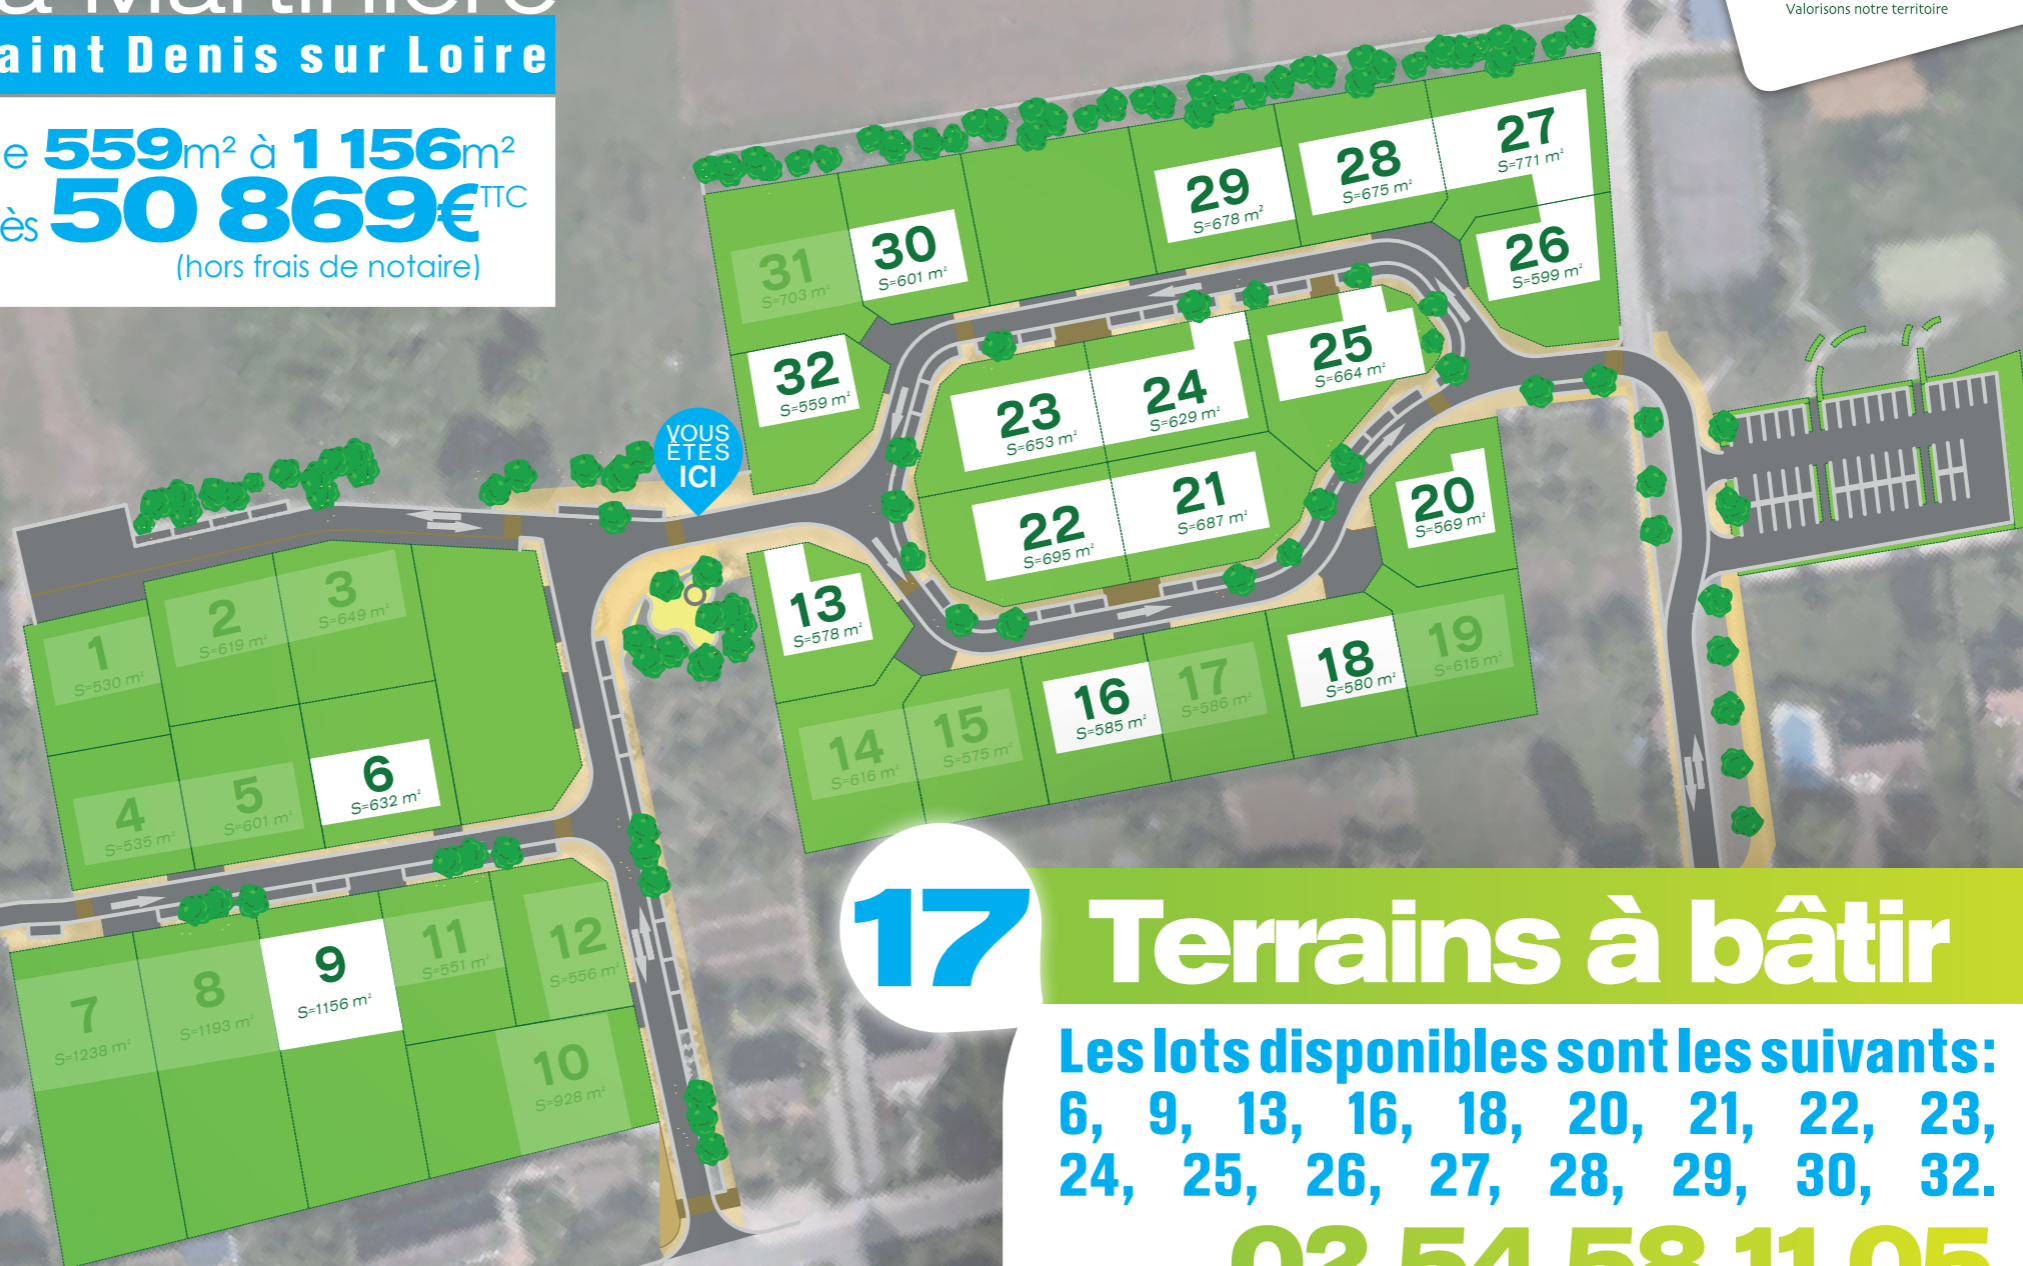 a Martinière
aint Denis sur Loire
e 559m² à 1 156m²
ès 50 869€TTC
(hors frais de notaire)
Valorisons notre territoire
27
S=771 m²
28
S=675 m²
29
S=678 m²
30
S=601 m²
31
S=703 m²
26
S=599 m²
25
S=664 m²
32
S=559 m²
24
S=629 m²
23
S=653 m²
VOUS
ÊTES
ICI
21
S=687 m²
22
S=695 m²
20
S=569 m²
13
S=578 m²
3
S=649 m²
2
S=619 m²
1
S=530 m²
19
S=615 m²
18
S=580 m²
17
S=586 m²
16
S=585 m²
15
S=575 m²
14
S=616 m²
6
S=632 m²
5
S=601 m²
4
S=535 m²
12
S=556 m²
11
S=551 m²
9
S=1156 m²
8
S=1193 m²
7
S=1238 m²
10
S=928 m²
17 Terrains à bâtir
Les lots disponibles sont les suivants:
6, 9, 13, 16, 18, 20, 21, 22, 23,
24, 25, 26, 27, 28, 29, 30, 32.
02 54 58 11 05